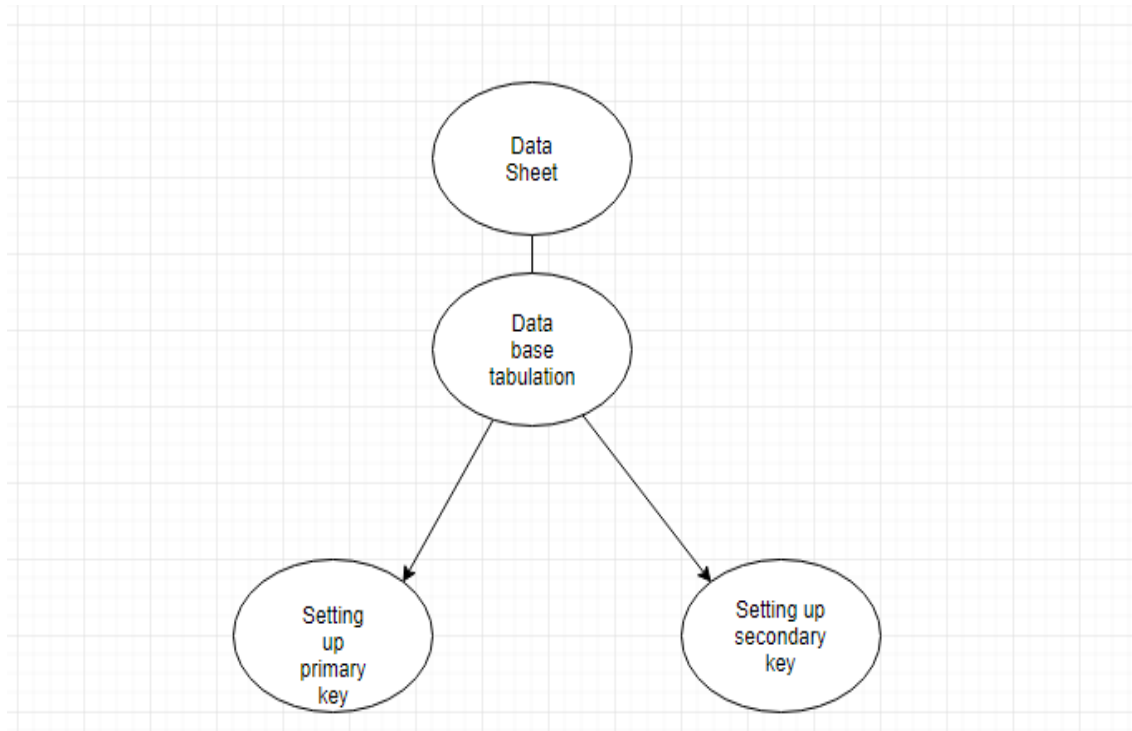 Data
Sheet
Data
base
tabulation
Setting
up
primary
key
Setting up
secondary
key